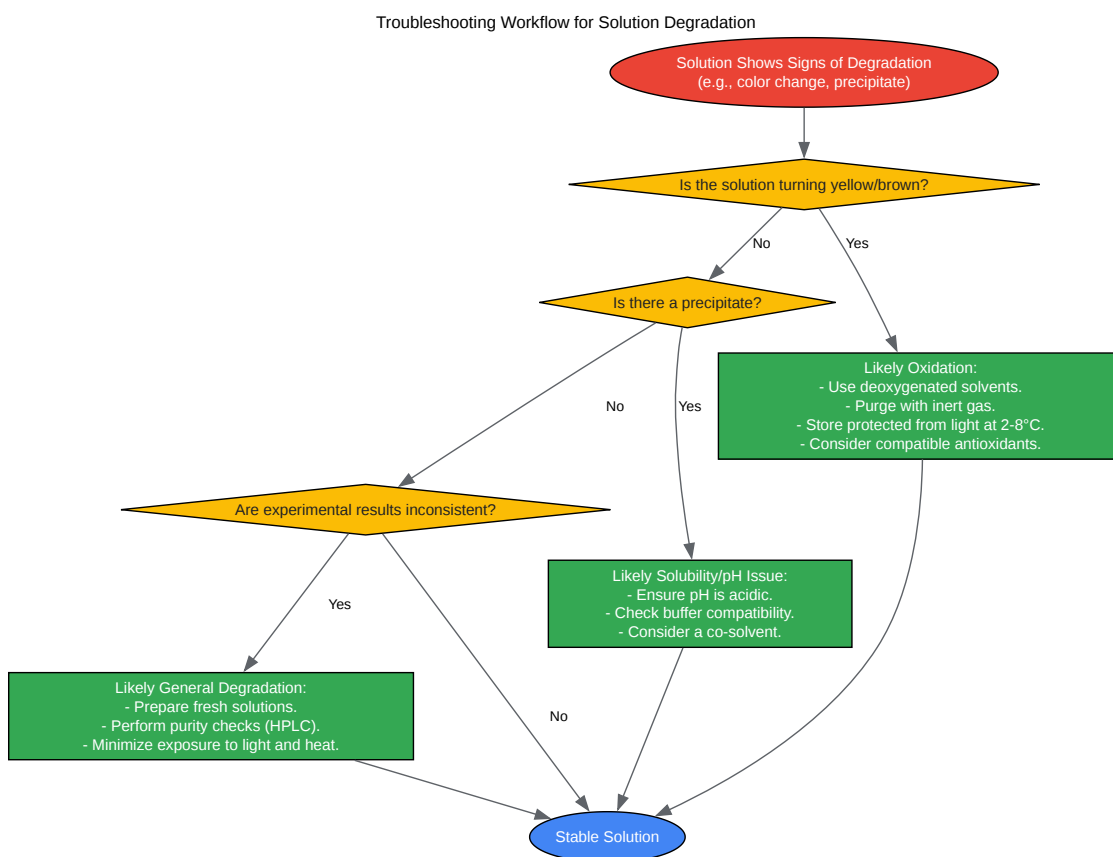 Troubleshooting Workflow for Solution Degradation
Solution Shows Signs of Degradation
(e.g., color change, precipitate)
Is the solution turning yellow/brown?
No
Yes
Is there a precipitate?
Likely Oxidation:
- Use deoxygenated solvents.
- Purge with inert gas.
- Store protected from light at 2-8°C.
- Consider compatible antioxidants.
No
Yes
Are experimental results inconsistent?
Likely Solubility/pH Issue:
- Ensure pH is acidic.
- Check buffer compatibility.
- Consider a co-solvent.
Yes
No
Likely General Degradation:
- Prepare fresh solutions.
- Perform purity checks (HPLC).
- Minimize exposure to light and heat.
Stable Solution